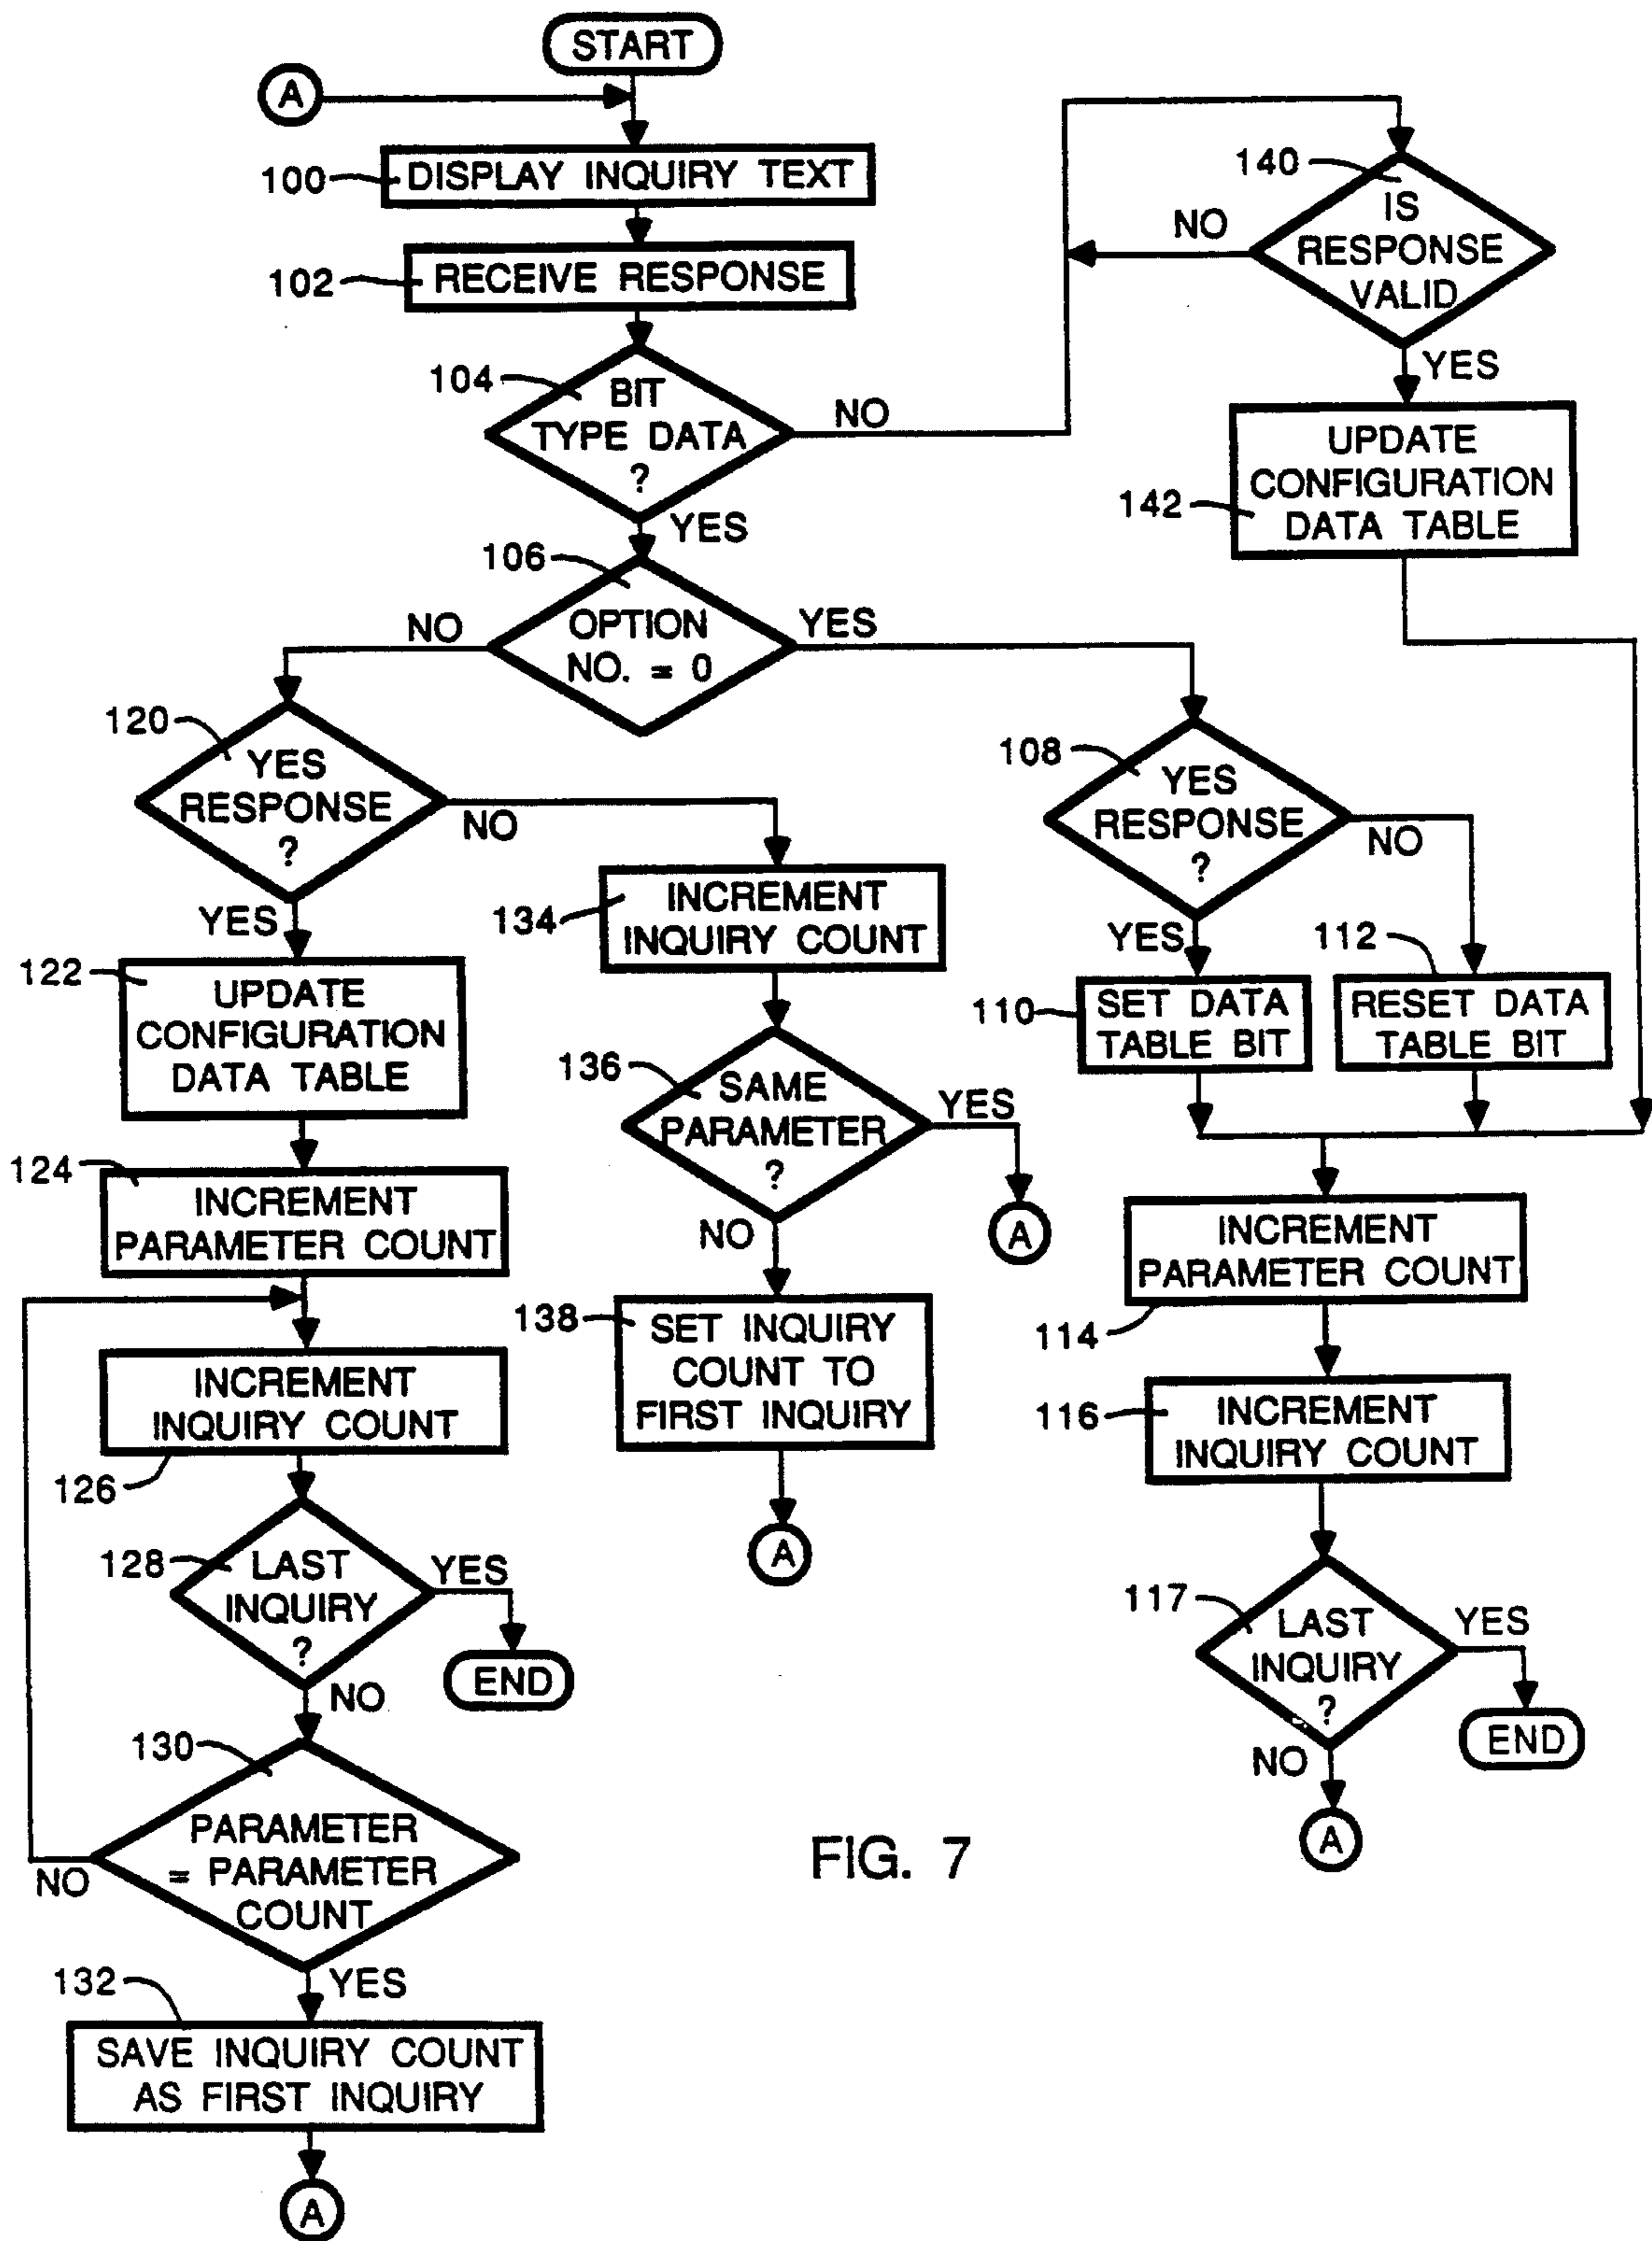 START
A
100
DISPLAY INQUIRY TEXT
102
RECEIVE RESPONSE
104
BIT
TYPE DATA
?
NO
YES
140
IS
RESPONSE
VALID
NO
YES
142
UPDATE
CONFIGURATION
DATA TABLE
106
OPTION
NO. = 0
NO
YES
120
YES
RESPONSE
?
NO
YES
122
UPDATE
CONFIGURATION
DATA TABLE
124
INCREMENT
PARAMETER COUNT
126
INCREMENT
INQUIRY COUNT
128
LAST
INQUIRY
?
YES
END
NO
130
PARAMETER
= PARAMETER
COUNT
NO
YES
132
SAVE INQUIRY COUNT
AS FIRST INQUIRY
A
134
INCREMENT
INQUIRY COUNT
136
SAME
PARAMETER
?
YES
A
NO
138
SET INQUIRY
COUNT TO
FIRST INQUIRY
A
108
YES
RESPONSE
?
NO
YES
110
SET DATA
TABLE BIT
112
RESET DATA
TABLE BIT
INCREMENT
PARAMETER COUNT
114
116
INCREMENT
INQUIRY COUNT
117
LAST
INQUIRY
?
YES
END
NO
A
FIG. 7